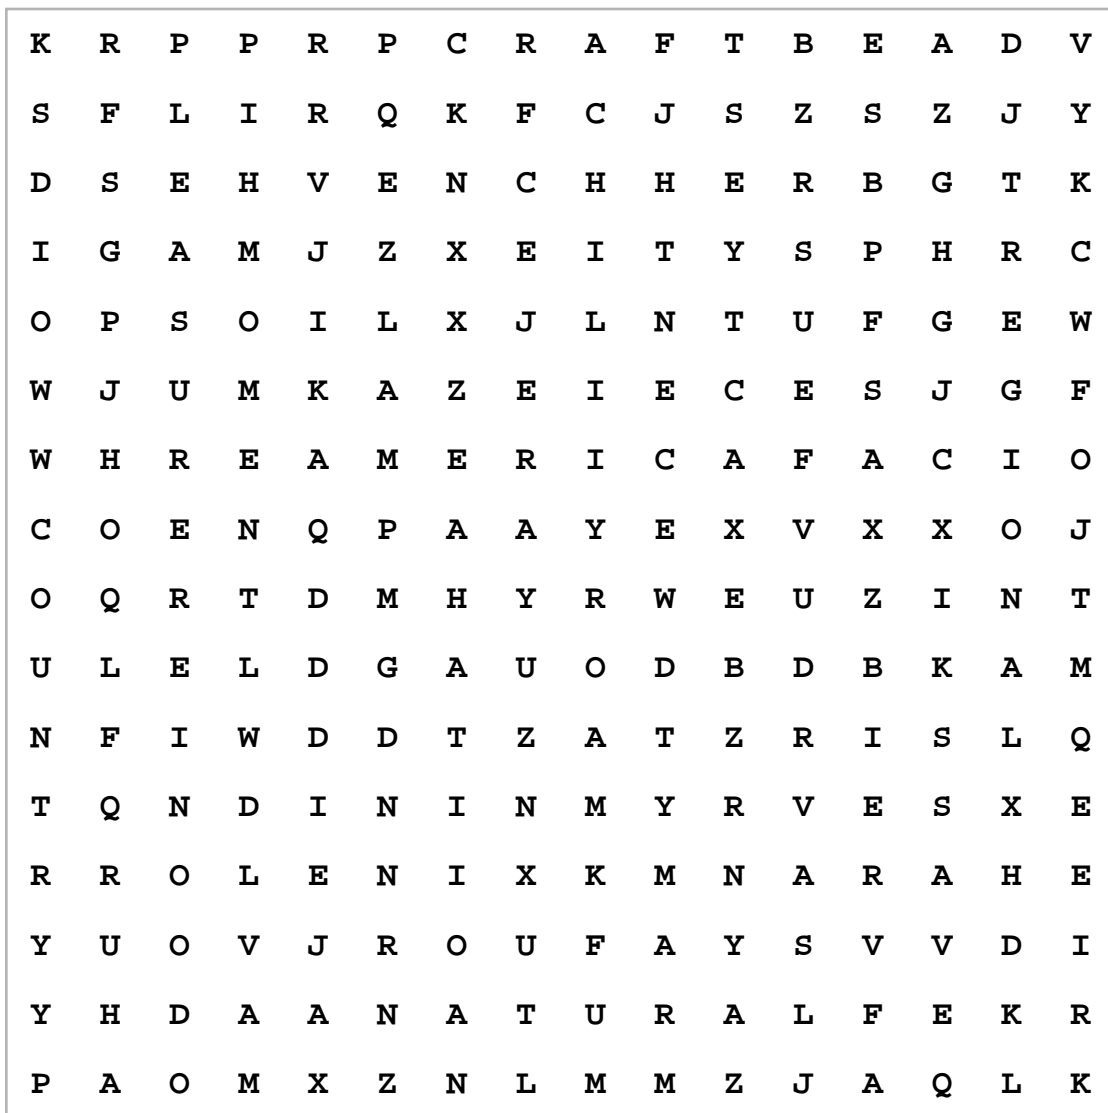 K R P P R P C R A F T B E A D V
S F L I R Q K F C J S Z S Z J Y
D S E H V E N C H H E R B G T K
I G A M J Z X E I T Y S P H R C
O P S O I L X J L N T U F G E W
W J U M K A Z E I E C E S J G F
W H R E A M E R I C A F A C I O
C O E N Q P A A Y E X V X X O J
O Q R T D M H Y R W E U Z I N T
U L E L D G A U O D B D B K A M
N F I W D D T Z A T Z R I S L Q
T Q N D I N I N M Y R V E S X E
R R O L E N I X K M N A R A H E
Y U O V J R O U F A Y S V V D I
Y H D A A N A T U R A L F E K R
P A O M X Z N L M M Z J A Q L K